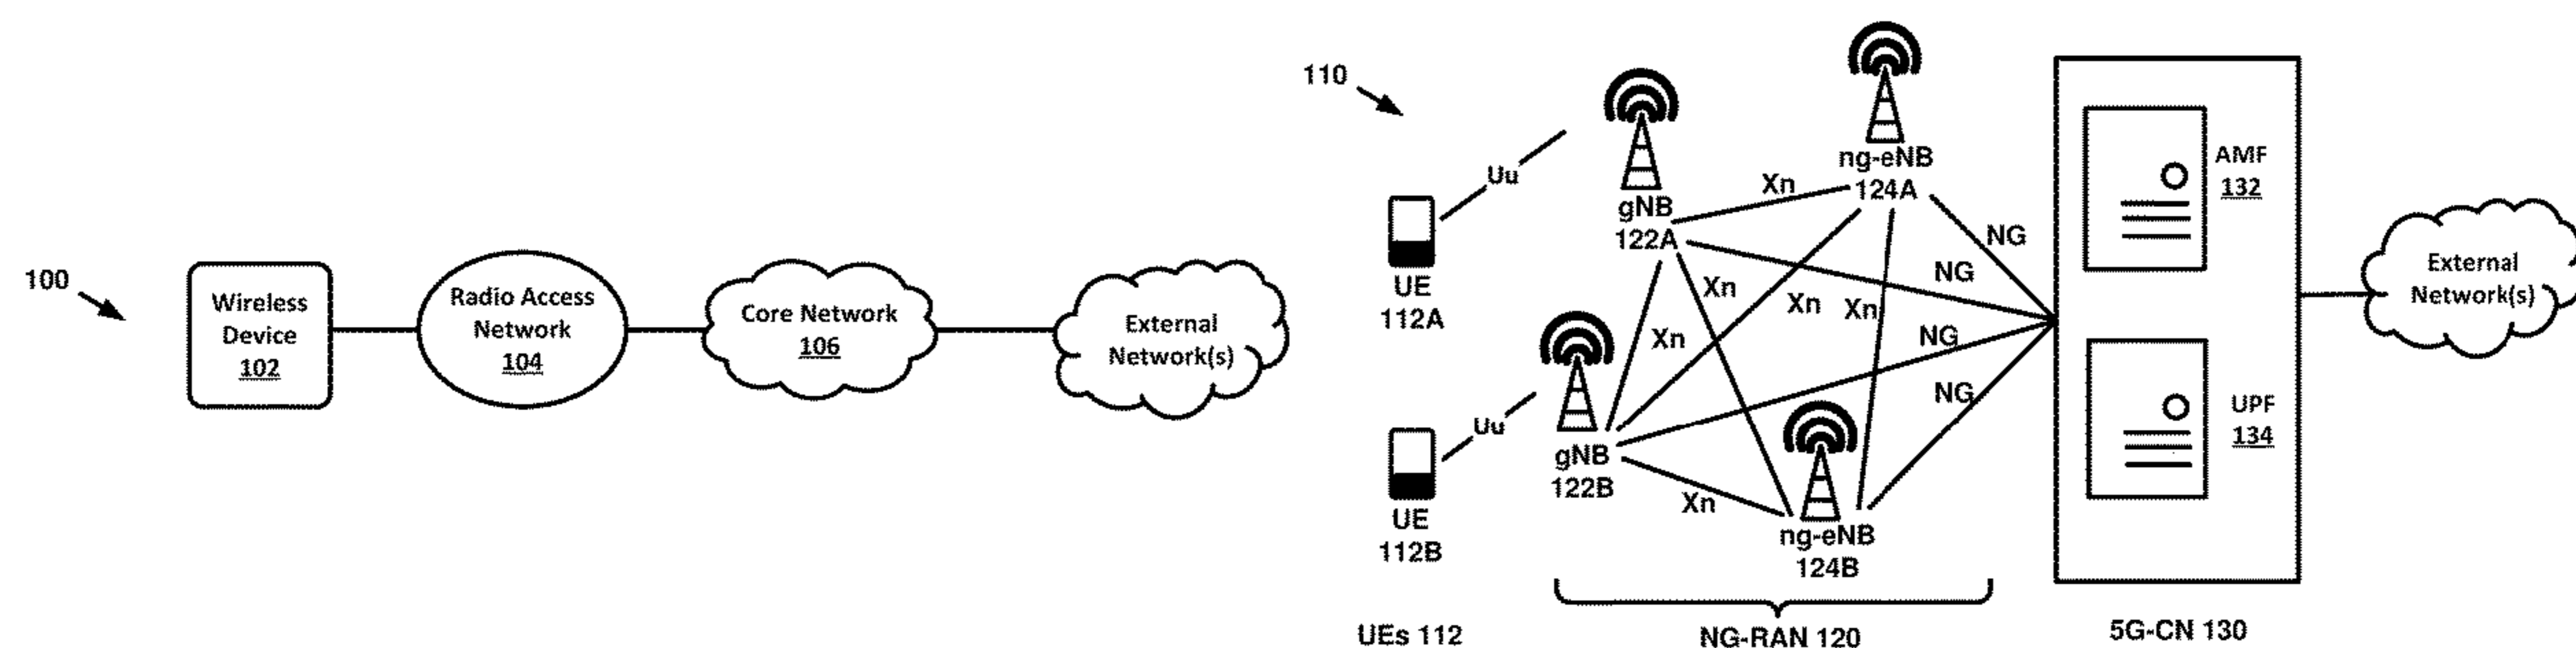 100
Wireless
Device
102
Radio Access
Network
104
Core Network
106
External
Network(s)
110
Uu
UE
112A
Uu
UE
112B
UEs 112
gNB
122A
ng-eNB
124A
gNB
122B
ng-eNB
124B
Xn
Xn
Xn
Xn
Xn
Xn
NG
NG
NG
NG
NG-RAN 120
AMF
132
UPF
134
5G-CN 130
External
Network(s)